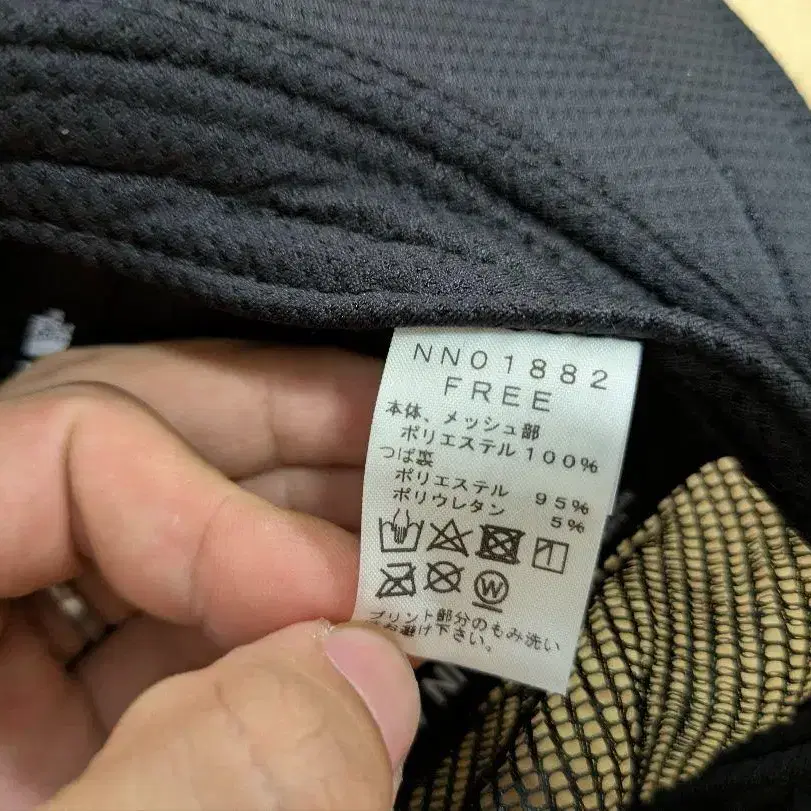 NN01882
FREE
本体、メッシュ部
ポリエステル100%
つば裏
ポリエステル 95%
ポリウレタン 5%
W
プリント部分のもみ洗い
お避け下さい。